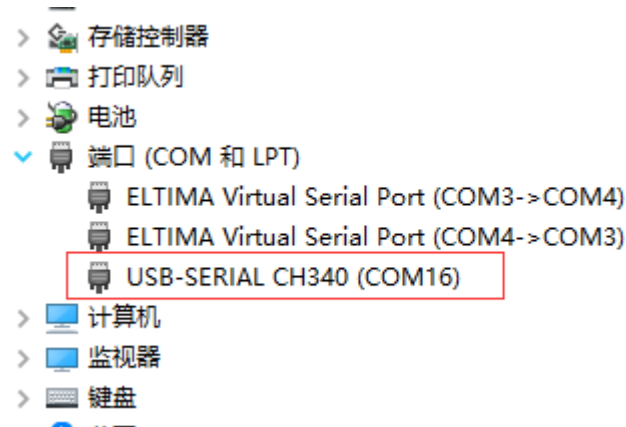 存储控制器
打印队列
电池
端口 (COM 和 LPT)
ELTIMA Virtual Serial Port (COM3->COM4)
ELTIMA Virtual Serial Port (COM4->COM3)
USB-SERIAL CH340 (COM16)
计算机
监视器
键盘